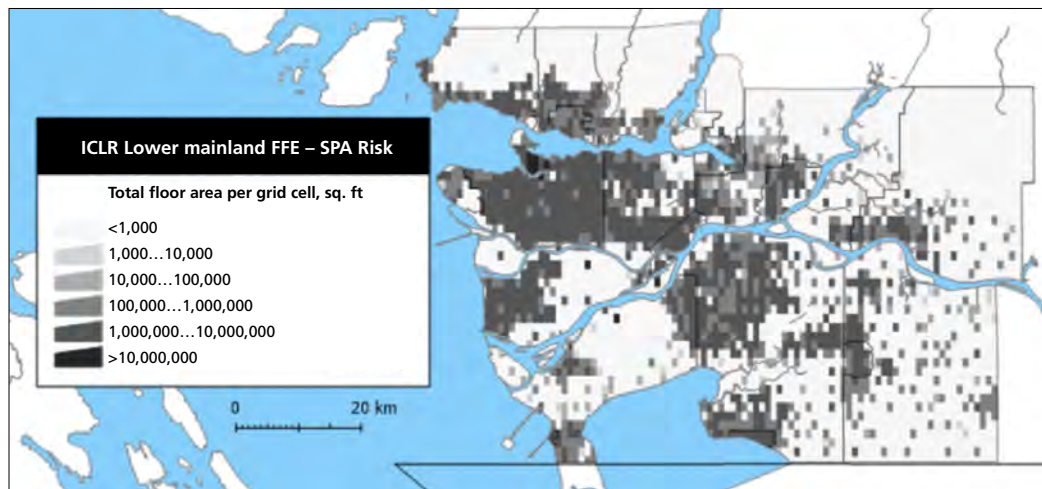 ICLR Lower mainland FFE – SPA Risk
Total floor area per grid cell, sq. ft
<1,000
1,000…10,000
10,000…100,000
100,000…1,000,000
1,000,000…10,000,000
>10,000,000
0 20 km